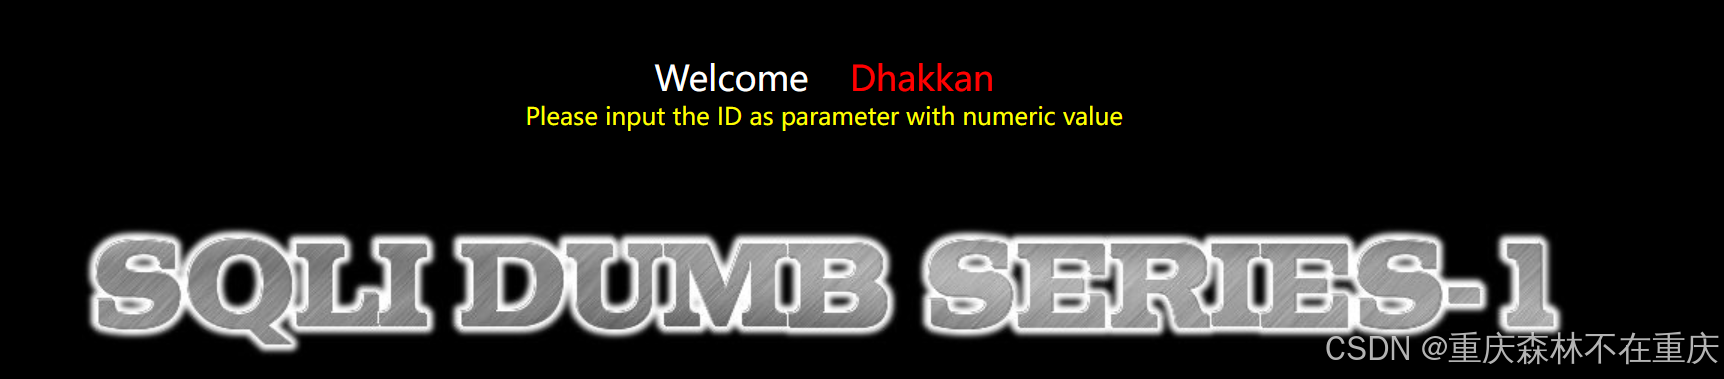 Welcome Dhakkan
Please input the ID as parameter with numeric value
SQLI DUMB SERIES-1
CSDN @重庆森林不在重庆